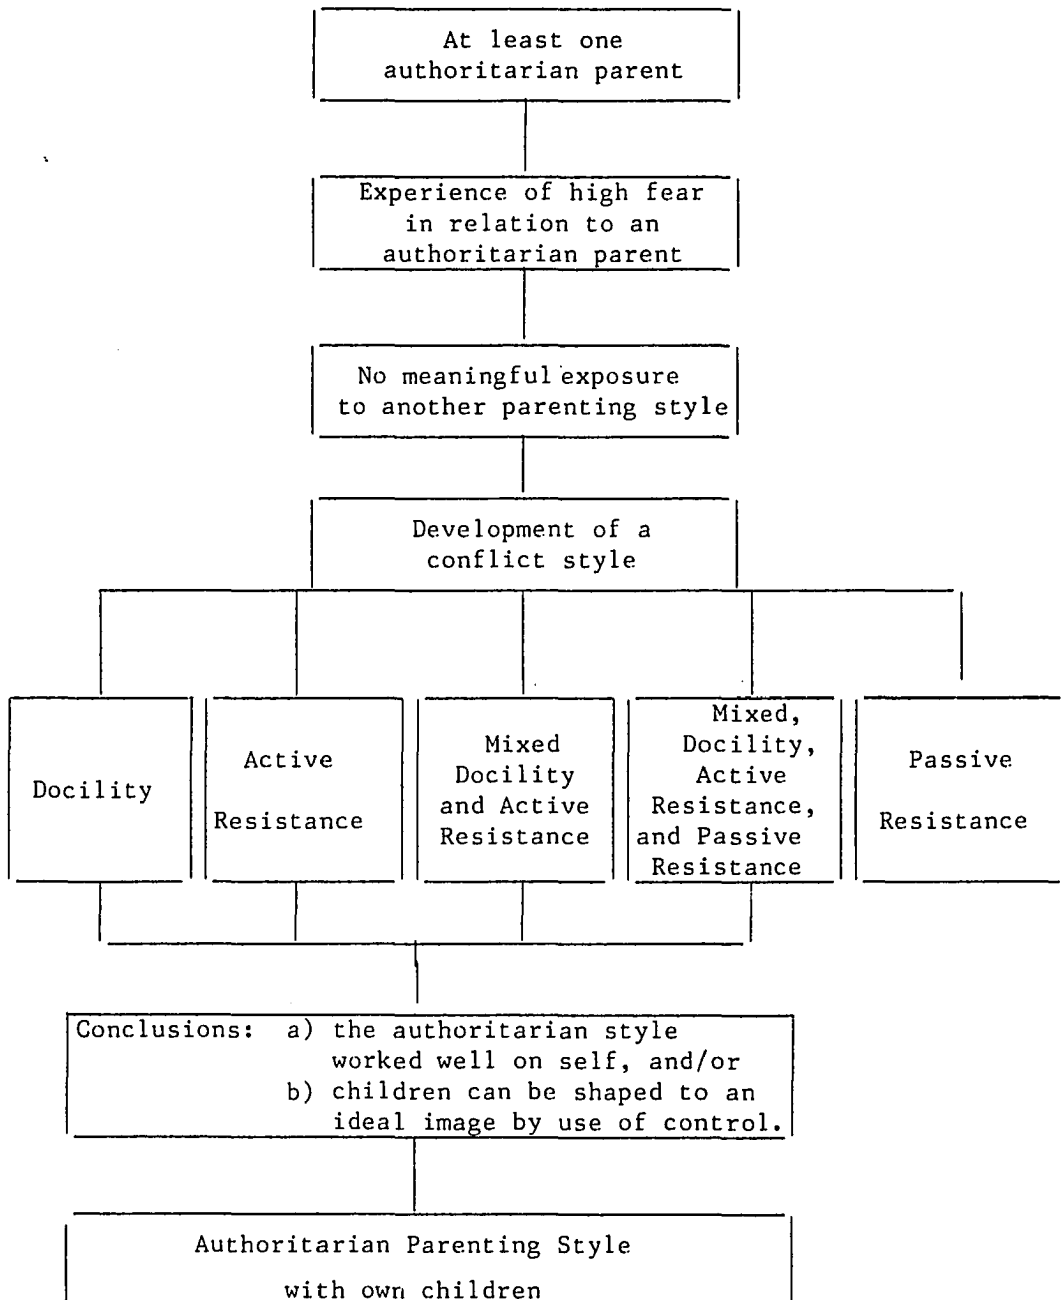 At least one
authoritarian parent
Experience of high fear
in relation to an
authoritarian parent
No meaningful exposure
to another parenting style
Development of a
conflict style
Docility
Active
Resistance
Mixed
Docility
and Active
Resistance
Mixed,
Docility,
Active
Resistance,
and Passive
Resistance
Passive
Resistance
Conclusions: a) the authoritarian style
worked well on self, and/or
b) children can be shaped to an
ideal image by use of control.
Authoritarian Parenting Style
with own children